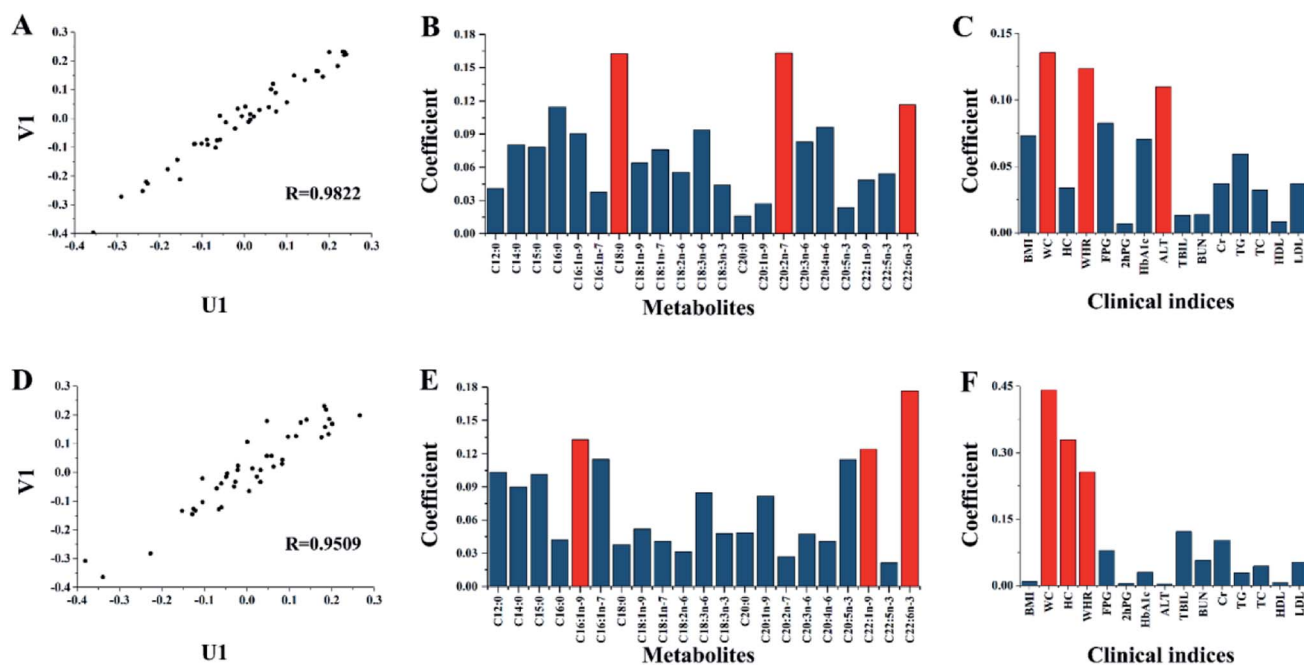 A
V1
0.3
0.2
0.1
0.0
-0.1
-0.2
-0.3
-0.4
R=0.9822
-0.4 -0.3 -0.2 -0.1 0.0 0.1 0.2 0.3
U1
B
Coefficient
0.18
0.15
0.12
0.09
0.06
0.03
0.00
C12:0 C14:0 C15:0 C16:0 C16:1n-9 C16:1n-7 C18:0 C18:1n-9 C18:1n-7 C18:2n-6 C18:3n-6 C18:3n-3 C20:0 C20:1n-9 C20:2n-7 C20:3n-6 C20:4n-6 C20:5n-3 C22:1n-9 C22:5n-3 C22:6n-3
Metabolites
C
Coefficient
0.15
0.10
0.05
0.00
BMI WC HC WHR FPG 2hPG HbA1c ALT TBIL BUN Cr TG TC HDL LDL
Clinical indices
D
V1
0.3
0.2
0.1
0.0
-0.1
-0.2
-0.3
-0.4
R=0.9509
-0.4 -0.3 -0.2 -0.1 0.0 0.1 0.2 0.3
U1
E
Coefficient
0.18
0.15
0.12
0.09
0.06
0.03
0.00
C12:0 C14:0 C15:0 C16:0 C16:1n-9 C16:1n-7 C18:0 C18:1n-9 C18:1n-7 C18:2n-6 C18:3n-6 C18:3n-3 C20:0 C20:1n-9 C20:2n-7 C20:3n-6 C20:4n-6 C20:5n-3 C22:1n-9 C22:5n-3 C22:6n-3
Metabolites
F
Coefficient
0.45
0.30
0.15
0.00
BMI WC HC WHR FPG 2hPG HbA1c ALT TBIL BUN Cr TG TC HDL LDL
Clinical indices